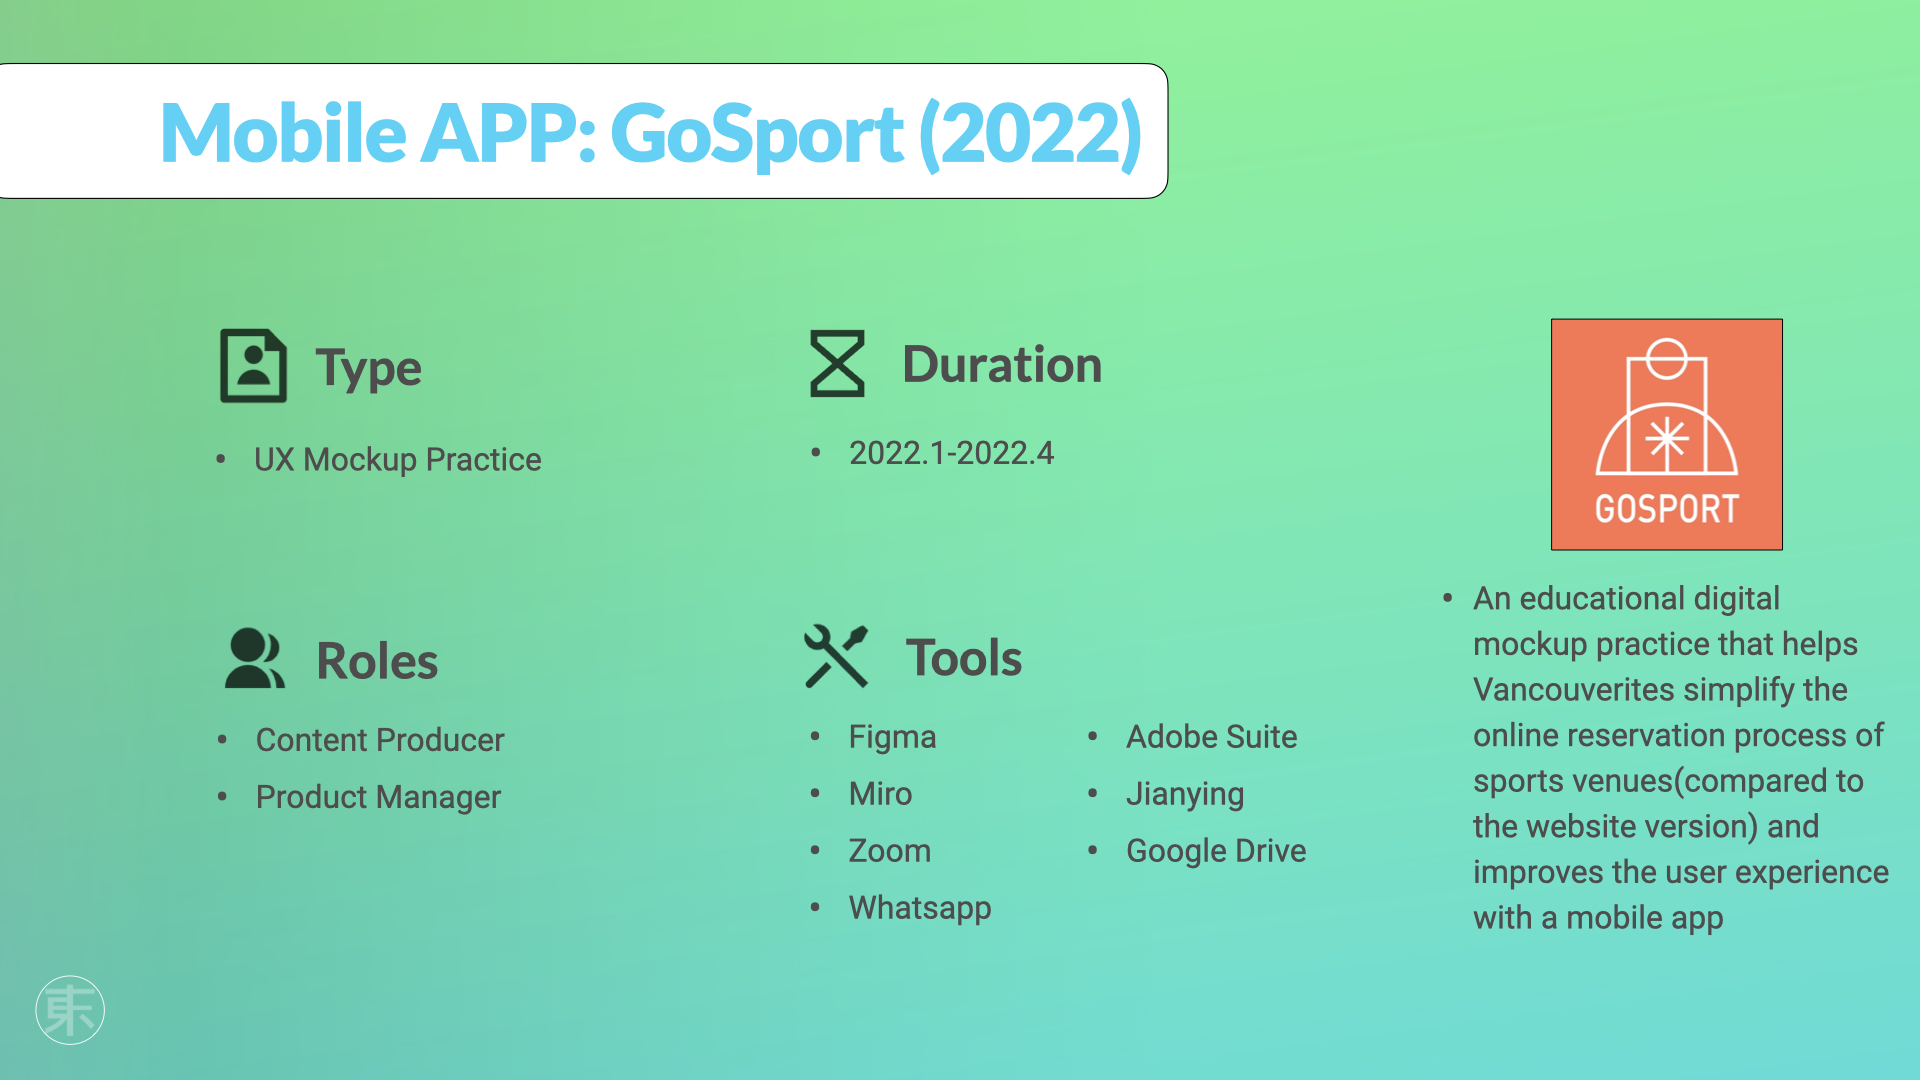 Mobile APP: GoSport (2022)
Type
• UX Mockup Practice
Duration
• 2022.1-2022.4
Roles
• Content Producer
• Product Manager
Tools
• Figma
• Miro
• Zoom
• Whatsapp
• Adobe Suite
• Jianying
• Google Drive
GOSPORT
• An educational digital
mockup practice that helps
Vancouverites simplify the
online reservation process of
sports venues(compared to
the website version) and
improves the user experience
with a mobile app